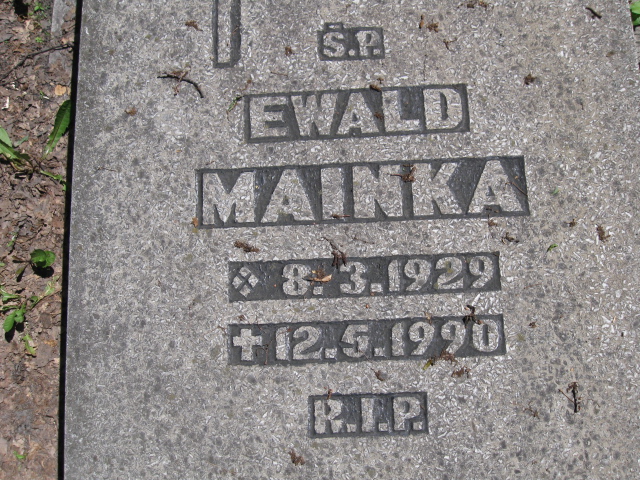 Ś.P.
EWALD
MAINKA
8.3.1929
✝12.5.1990
R.I.P.